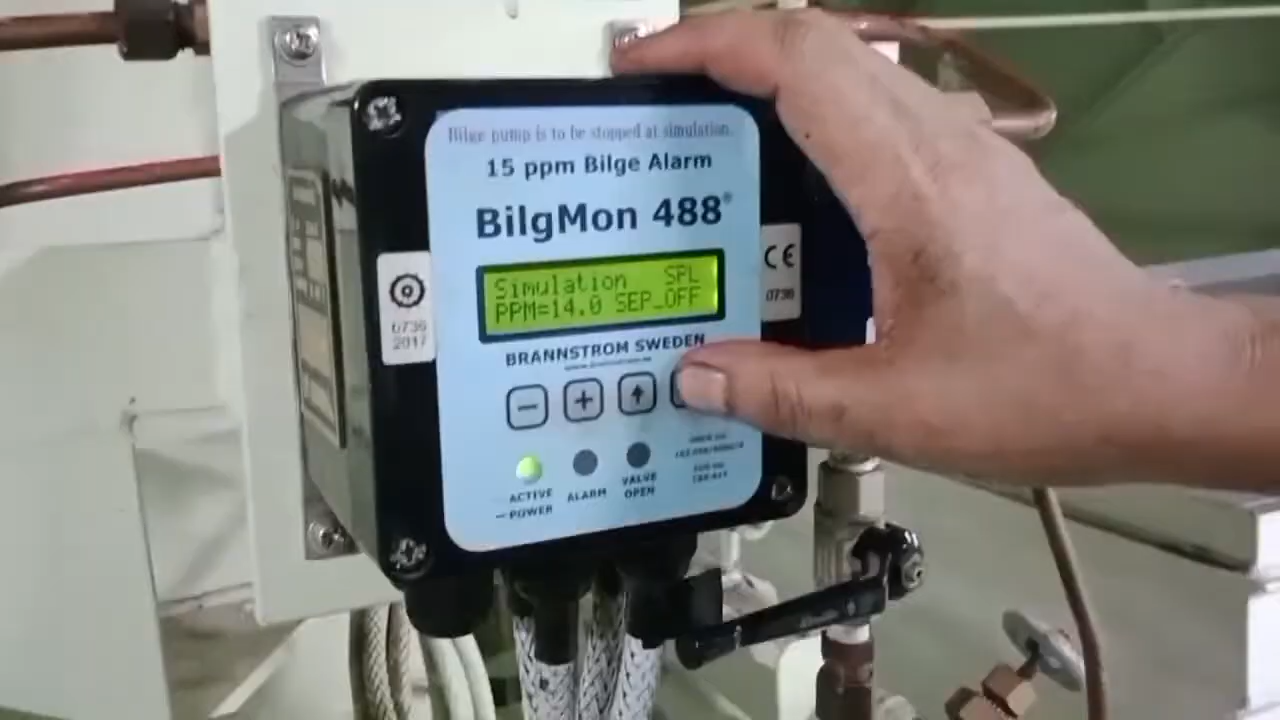 Bilge pump is to be stopped at simulation.
15 ppm Bilge Alarm
BilgMon 488®
Simulation SPL
PPM=14.0 SEP_OFF
CE
0736
0736
2017
BRANNSTROM SWEDEN
ACTIVE
POWER
ALARM
VALVE
OPEN